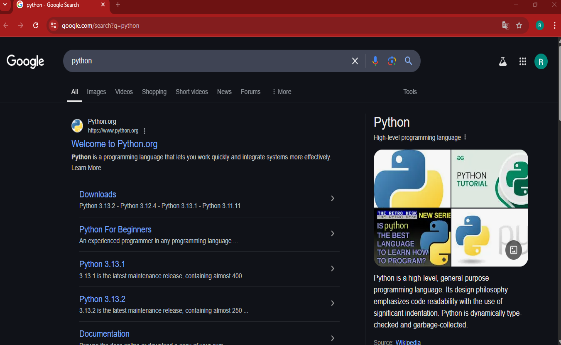 python - Google Search
google.com/search?q=python
R
Google
python
R
All Images Videos Shopping Short videos News Forums More Tools
Python.org
https://www.python.org
Welcome to Python.org
Python is a programming language that lets you work quickly and integrate systems more effectively.
Learn More
Downloads
Python 3.13.2 - Python 3.12.4 - Python 3.13.1 - Python 3.11.11
Python For Beginners
An experienced programmer in any programming language
Python 3.13.1
3.13.1 is the latest maintenance release, containing almost 400
Python 3.13.2
3.13.2 is the latest maintenance release, containing almost 250 ...
Documentation
Python
High-level programming language
PYTHON
TUTORIAL
THE RETRO DESK
NEW SERIE
IS python
THE BEST
LANGUAGE
TO LEARN HOW
TO PROGRAM?
py
Python is a high level, general purpose
programming language. Its design philosophy
emphasizes code readability with the use of
significant indentation. Python is dynamically type-
checked and garbage-collected.
Source: Wikipedia